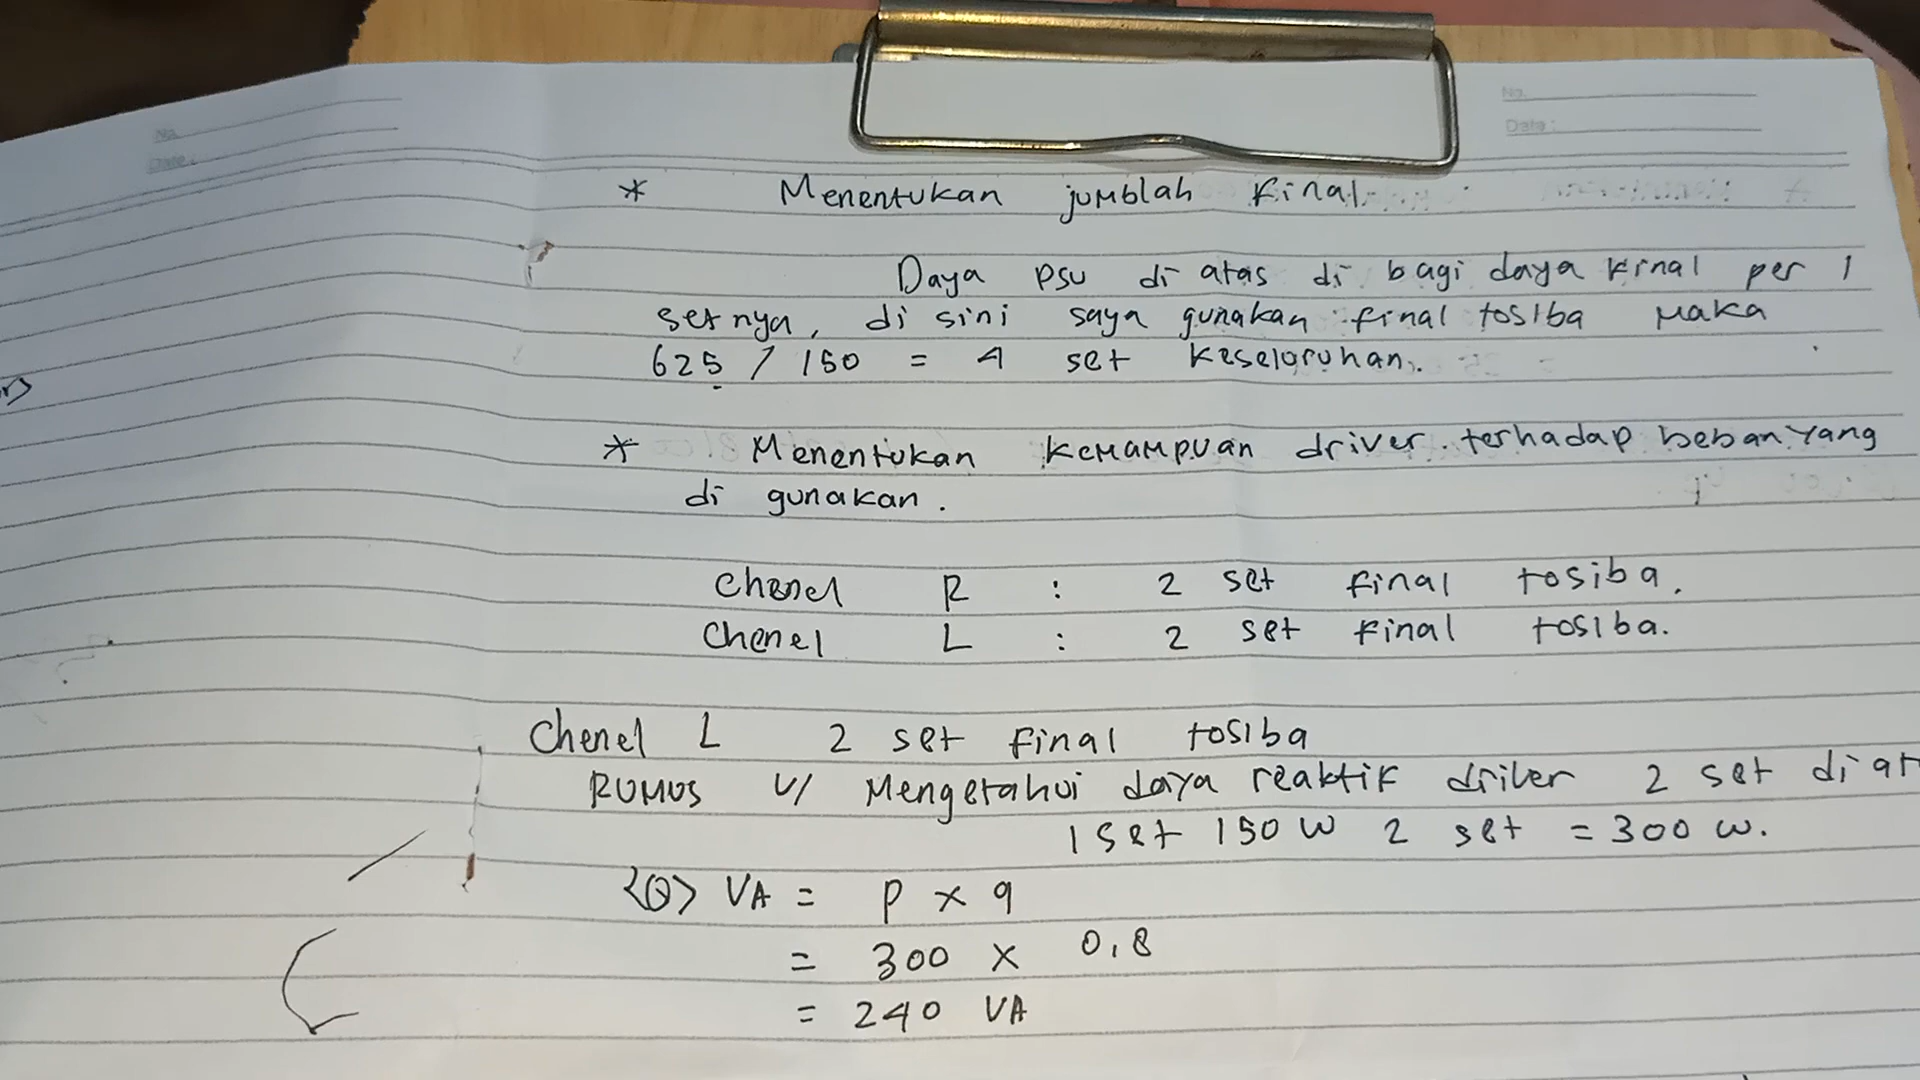 No.
Date :
No.
Date :
* Menentukan jumblah final
Daya psu di atas di bagi daya final per 1
setnya, di sini saya gunakan final tosiba maka
625 / 150 = 4 set keseloruhan.
* Menentukan kemampuan driver terhadap beban yang
di gunakan.
Chenel R : 2 set final tosiba.
Chenel L : 2 set final tosiba.
Chenel L 2 set final tosiba
RUMUS U/ Mengetahui daya reaktif driver 2 set di at
1 set 150 W 2 set = 300 W.
<Q> VA = P x q
= 300 x 0,8
= 240 VA